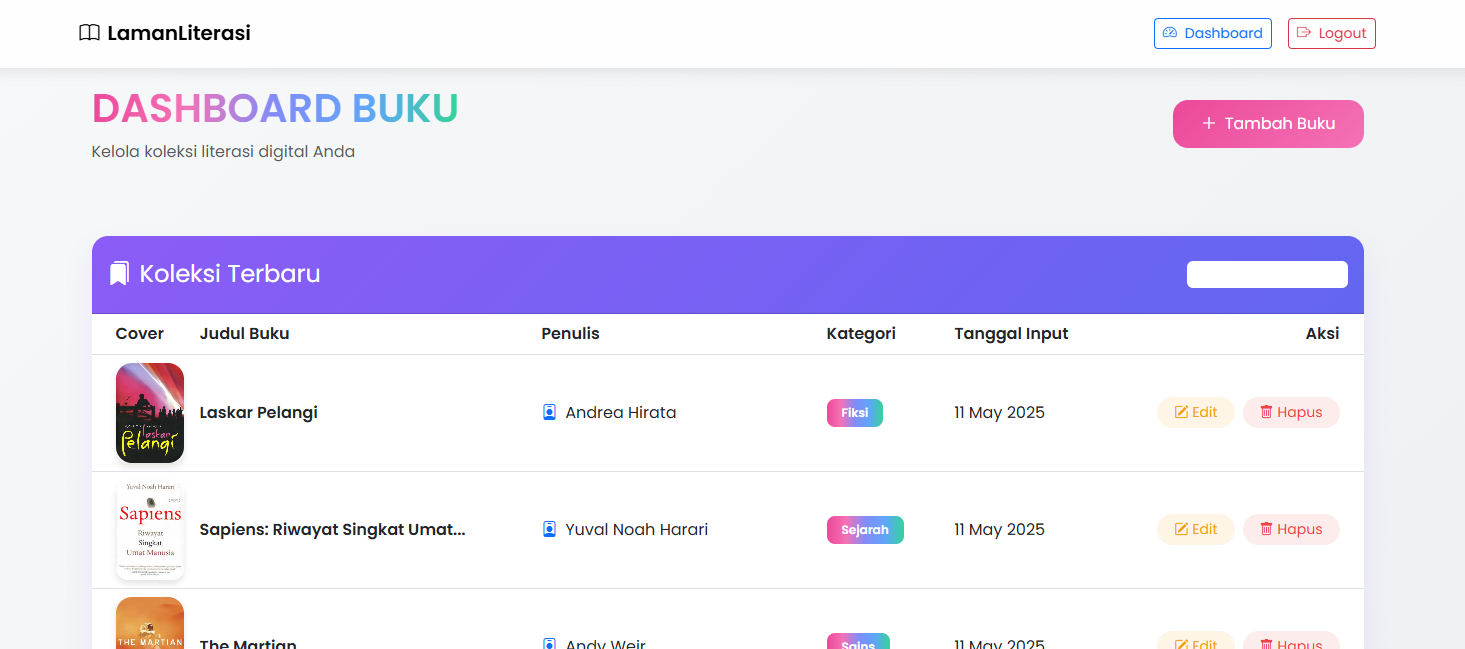 LamanLiterasi
Dashboard
Logout
DASHBOARD BUKU
Kelola koleksi literasi digital Anda
+ Tambah Buku
Koleksi Terbaru
Cover Judul Buku Penulis Kategori Tanggal Input Aksi
laskar
Pelangi
Laskar Pelangi Andrea Hirata Fiksi 11 May 2025 Edit Hapus
Yuval Noah Harari
Sapiens
Riwayat
Singkat
Umat Manusia
Sapiens: Riwayat Singkat Umat... Yuval Noah Harari Sejarah 11 May 2025 Edit Hapus
THE MARTIAN
The Martian Andy Weir Sains 11 May 2025 Edit Hapus